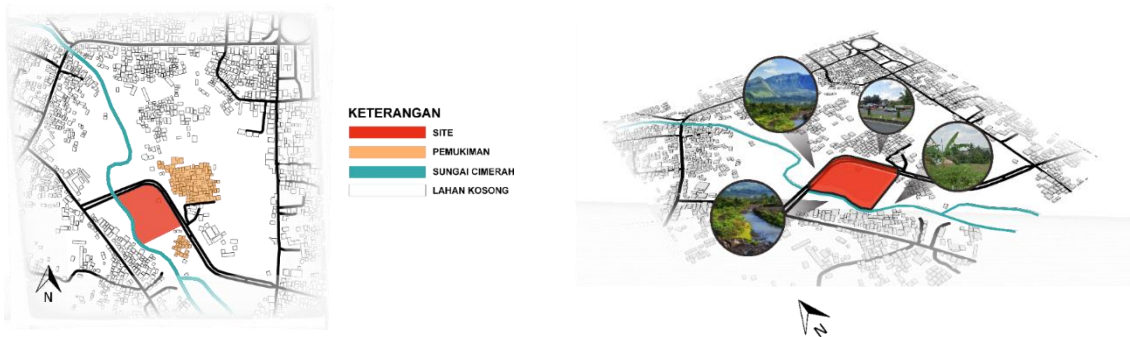 KETERANGAN
SITE
PEMUKIMAN
SUNGAI CIMERAH
LAHAN KOSONG
N
N